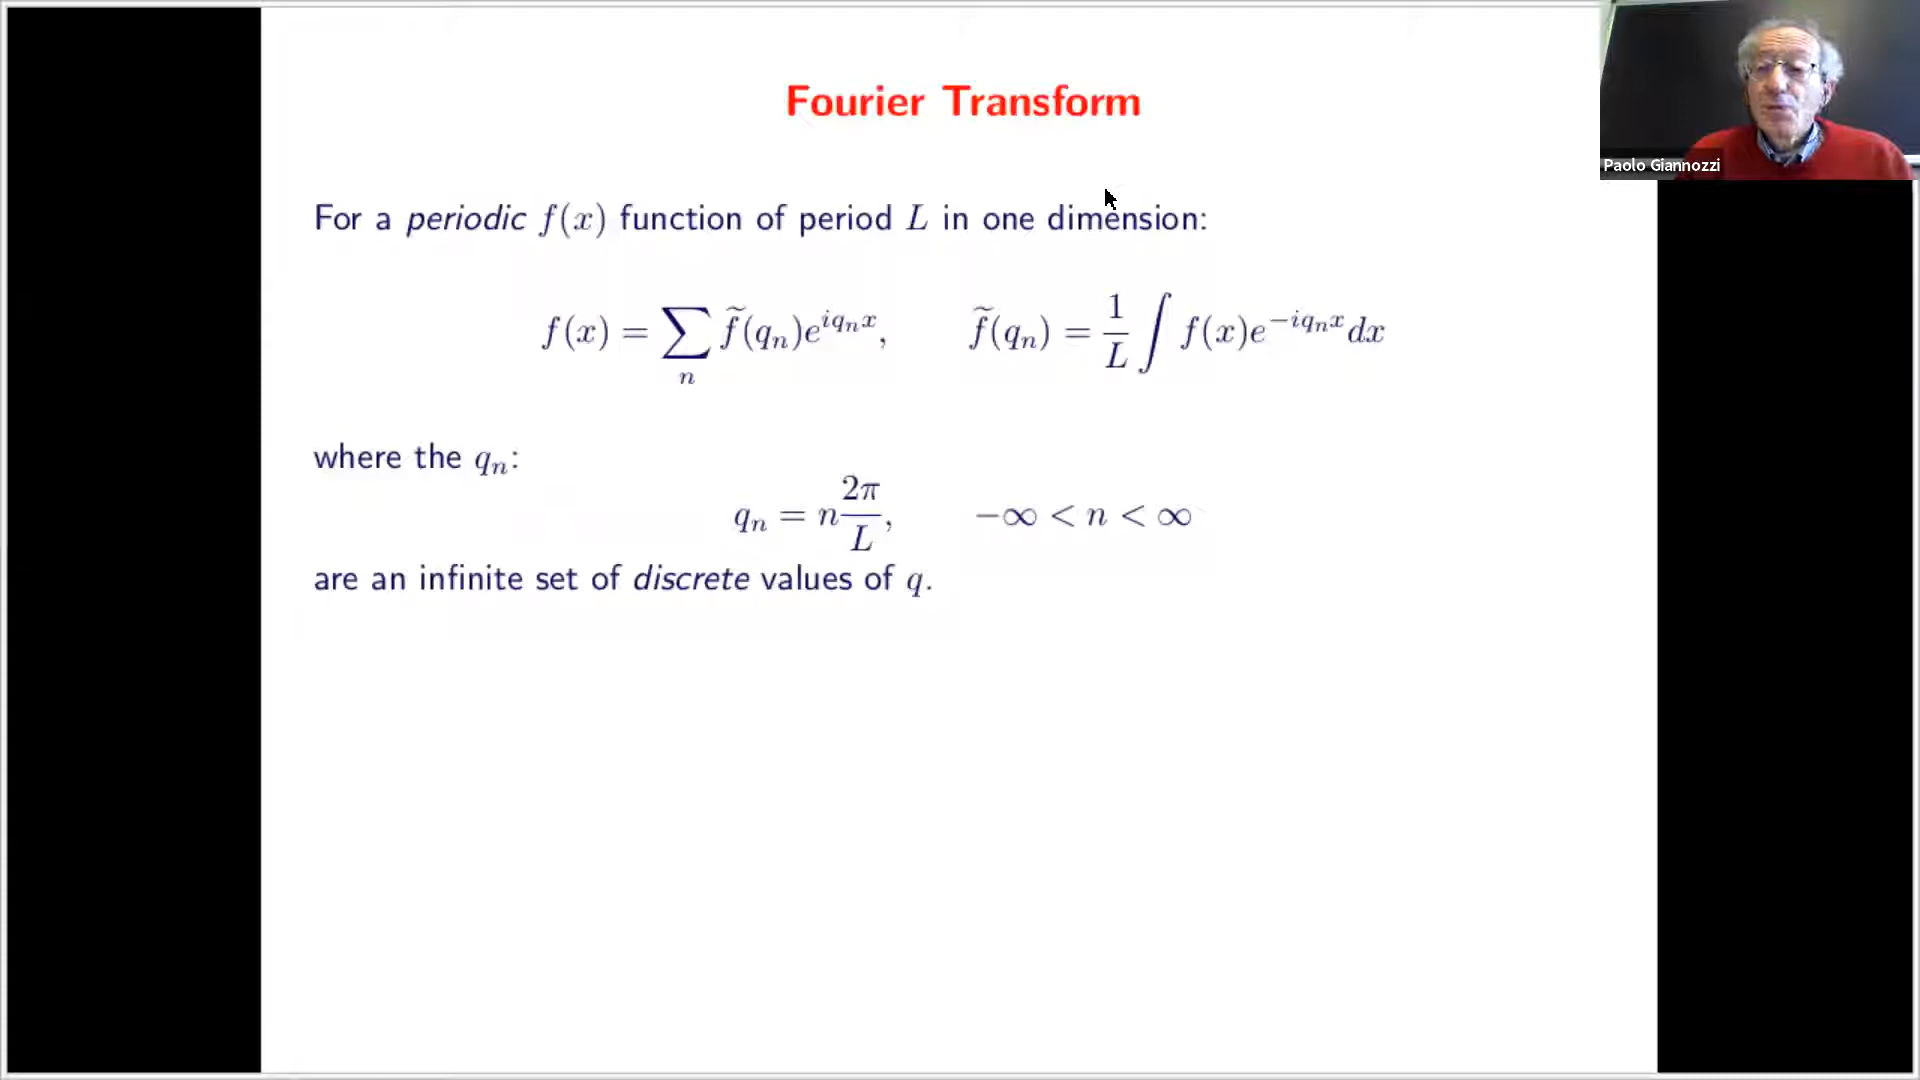 Fourier Transform
Paolo Giannozzi
For a periodic f(x) function of period L in one dimension:
f(x) = ∑_n f̃(q_n)e^{iq_n x},   f̃(q_n) = 1/L ∫ f(x)e^{−iq_n x}dx
where the q_n:
q_n = n 2π/L,   −∞ < n < ∞
are an infinite set of discrete values of q.